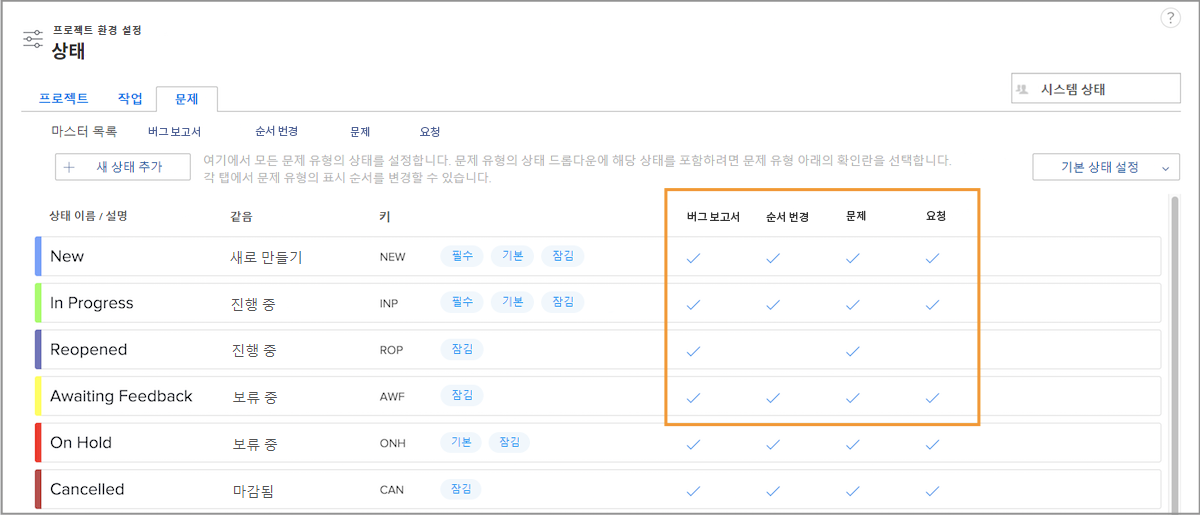 프로젝트 환경 설정
?
상태
프로젝트 작업 문제
시스템 상태
마스터 목록 버그 보고서 순서 변경 문제 요청
새 상태 추가
여기에서 모든 문제 유형의 상태를 설정합니다. 문제 유형의 상태 드롭다운에 해당 상태를 포함하려면 문제 유형 아래의 확인란을 선택합니다.
각 탭에서 문제 유형의 표시 순서를 변경할 수 있습니다.
기본 상태 설정
상태 이름 / 설명 같음 키 버그 보고서 순서 변경 문제 요청
New 새로 만들기 NEW 필수 기본 잠김
In Progress 진행 중 INP 필수 기본 잠김
Reopened 진행 중 ROP 잠김
Awaiting Feedback 보류 중 AWF 잠김
On Hold 보류 중 ONH 기본 잠김
Cancelled 마감됨 CAN 잠김